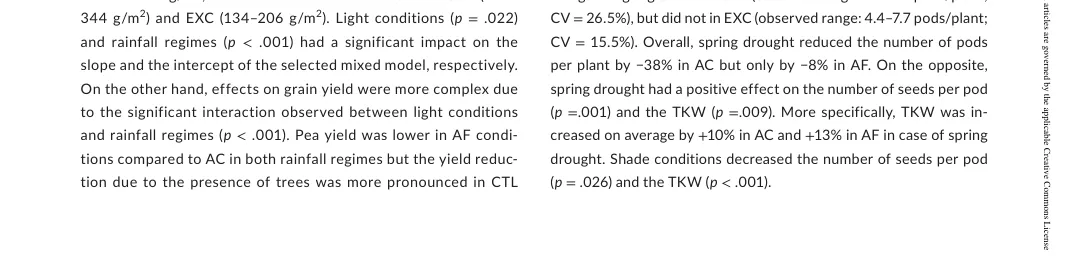 344 g/m²) and EXC (134–206 g/m²). Light conditions (p = .022)
and rainfall regimes (p < .001) had a significant impact on the
slope and the intercept of the selected mixed model, respectively.
On the other hand, effects on grain yield were more complex due
to the significant interaction observed between light conditions
and rainfall regimes (p < .001). Pea yield was lower in AF condi-
tions compared to AC in both rainfall regimes but the yield reduc-
tion due to the presence of trees was more pronounced in CTL
CV = 26.5%), but did not in EXC (observed range: 4.4–7.7 pods/plant;
CV = 15.5%). Overall, spring drought reduced the number of pods
per plant by −38% in AC but only by −8% in AF. On the opposite,
spring drought had a positive effect on the number of seeds per pod
(p =.001) and the TKW (p =.009). More specifically, TKW was in-
creased on average by +10% in AC and +13% in AF in case of spring
drought. Shade conditions decreased the number of seeds per pod
(p = .026) and the TKW (p < .001).
articles are governed by the applicable Creative Commons License